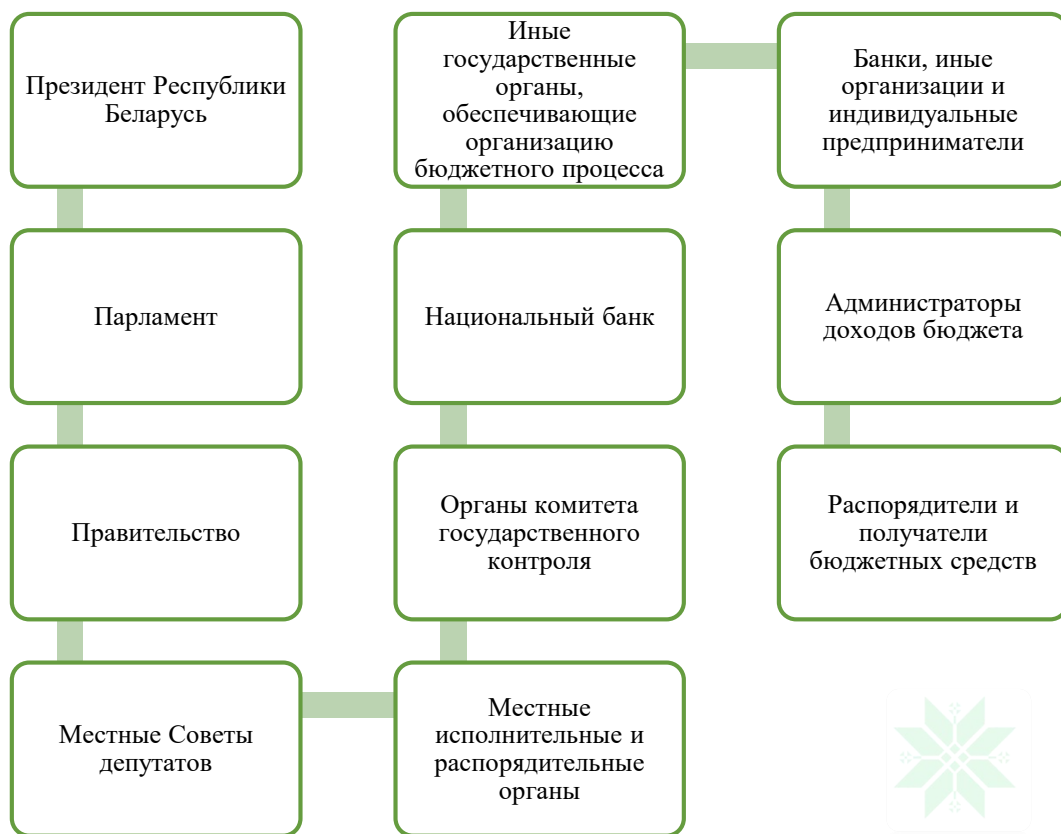 Президент Республики
Беларусь
Парламент
Правительство
Местные Советы
депутатов
Местные
исполнительные и
распорядительные
органы
Органы комитета
государственного
контроля
Национальный банк
Иные
государственные
органы,
обеспечивающие
организацию
бюджетного процесса
Банки, иные
организации и
индивидуальные
предприниматели
Администраторы
доходов бюджета
Распорядители и
получатели
бюджетных средств